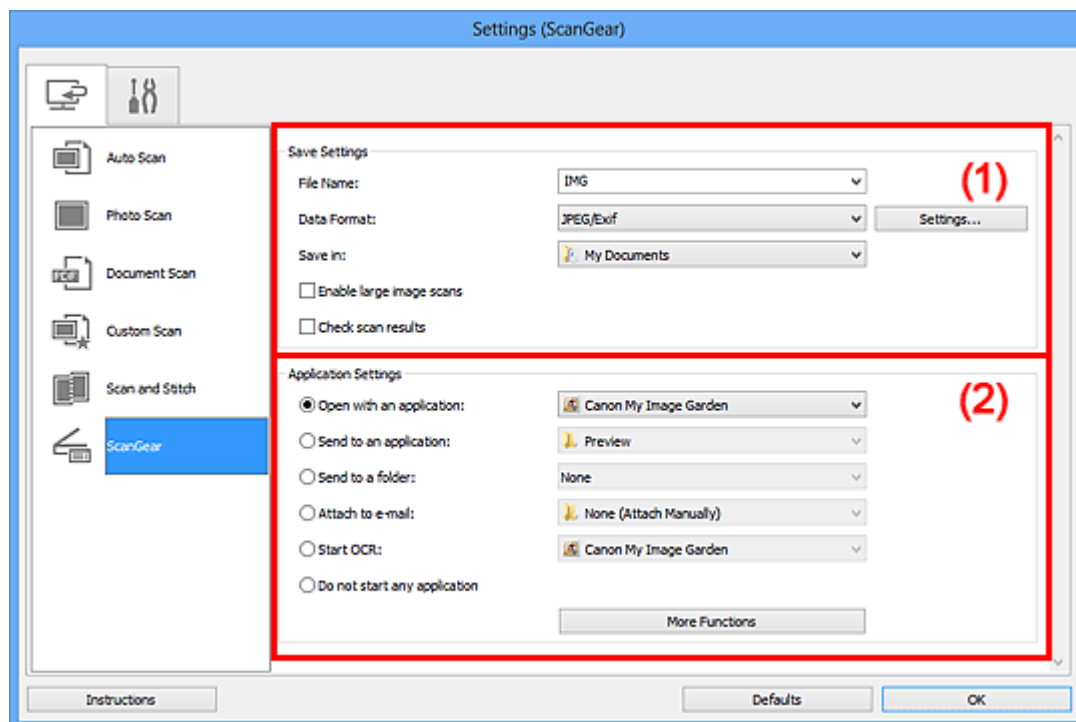 Settings (ScanGear)
Auto Scan
Photo Scan
Document Scan
Custom Scan
Scan and Stitch
ScanGear
Save Settings
(1)
File Name: IMG
Data Format: JPEG/Exif Settings...
Save in: My Documents
Enable large image scans
Check scan results
Application Settings
(2)
Open with an application: Canon My Image Garden
Send to an application: Preview
Send to a folder: None
Attach to e-mail: None (Attach Manually)
Start OCR: Canon My Image Garden
Do not start any application
More Functions
Instructions Defaults OK